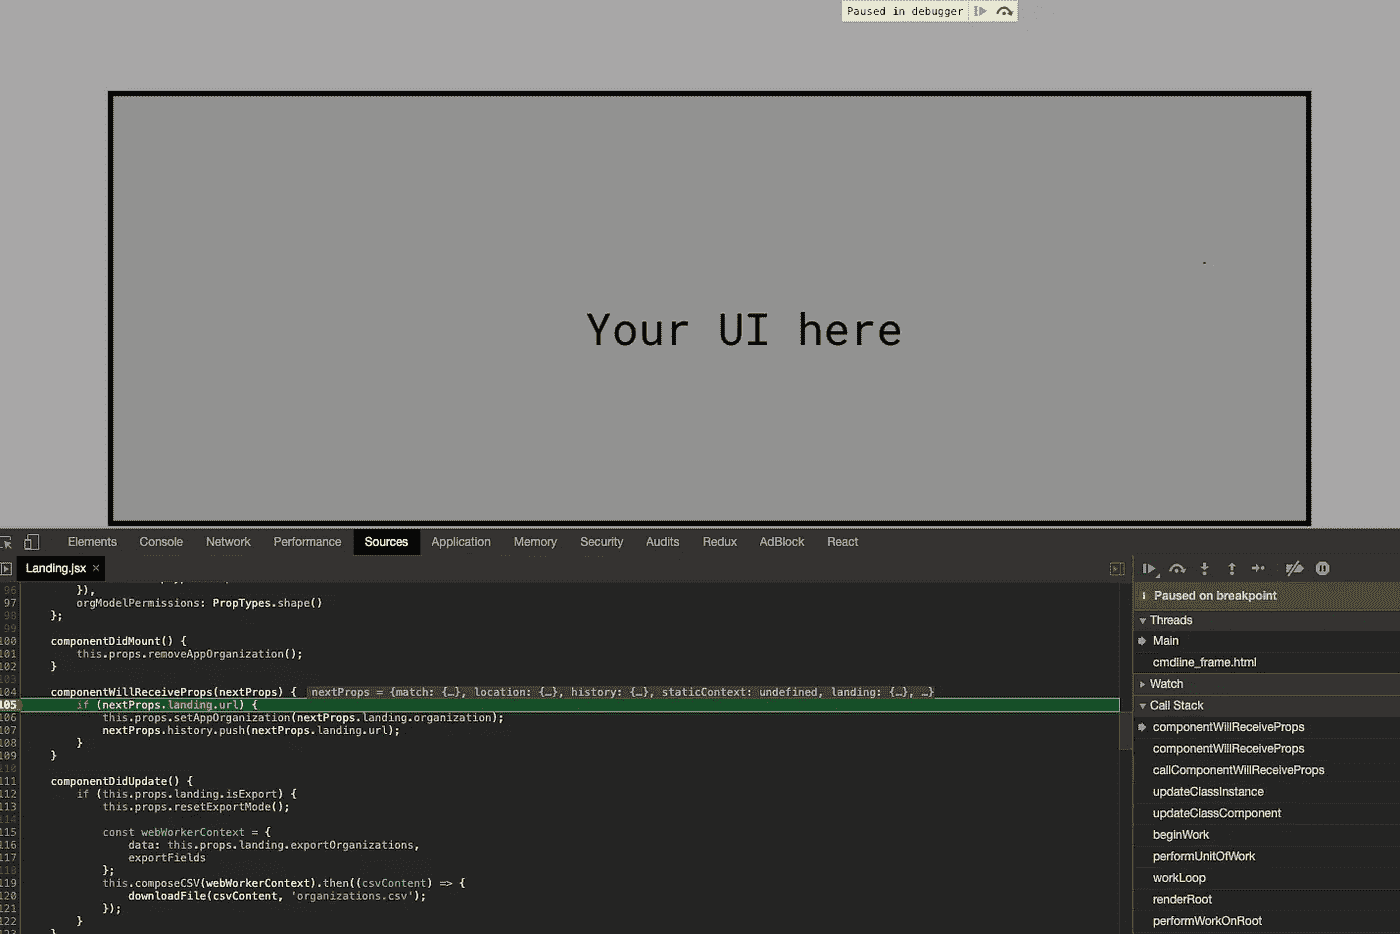 Paused in debugger
Your UI here
Elements Console Network Performance Sources Application Memory Security Audits Redux AdBlock React
Landing.jsx ×
96 }),
97 orgModelPermissions: PropTypes.shape()
98 };
99
100 componentDidMount() {
101 this.props.removeAppOrganization();
102 }
103
104 componentWillReceiveProps(nextProps) { nextProps = {match: {…}, location: {…}, history: {…}, staticContext: undefined, landing: {…}, …}
105 if (nextProps.landing.url) {
106 this.props.setAppOrganization(nextProps.landing.organization);
107 nextProps.history.push(nextProps.landing.url);
108 }
109 }
110
111 componentDidUpdate() {
112 if (this.props.landing.isExport) {
113 this.props.resetExportMode();
114
115 const webWorkerContext = {
116 data: this.props.landing.exportOrganizations,
117 exportFields
118 };
119 this.composeCSV(webWorkerContext).then((csvContent) => {
120 downloadFile(csvContent, 'organizations.csv');
121 });
122 }
Paused on breakpoint
Threads
Main
cmdline_frame.html
Watch
Call Stack
componentWillReceiveProps
componentWillReceiveProps
callComponentWillReceiveProps
updateClassInstance
updateClassComponent
beginWork
performUnitOfWork
workLoop
renderRoot
performWorkOnRoot